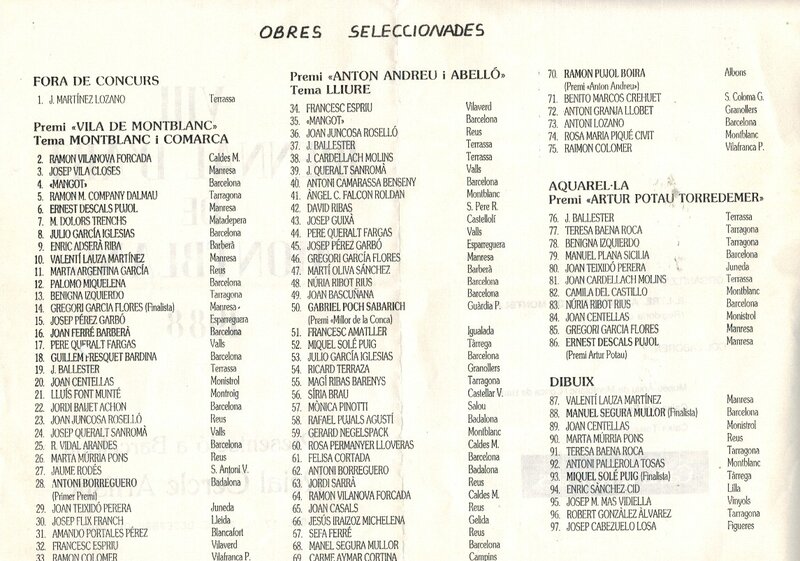 OBRES SELECCIONADES
FORA DE CONCURS
1. J. MARTÍNEZ LOZANO Terrassa
Premi «VILA DE MONTBLANC»
Tema MONTBLANC i COMARCA
2. RAMON VILANOVA FORCADA Caldes M.
3. JOSEP VILA CLOSES Manresa
4. «MANGOT» Barcelona
5. RAMON M. COMPANY DALMAU Tarragona
6. ERNEST DESCALS PUJOL Manresa
7. M. DOLORS TRENCHS Matadepera
8. JULIO GARCÍA IGLESIAS Barcelona
9. ENRIC ADSERÀ RIBA Barberà
10. VALENTÍ LAUZA MARTÍNEZ Manresa
11. MARTA ARGENTINA GARCÍA Reus
12. PALOMO MIQUELENA Barcelona
13. BENIGNA IZQUIERDO Tarragona
14. GREGORI GARCIA FLORES (Finalista) Manresa
15. JOSEP PÉREZ GARBÓ Esparreguera
16. JOAN FERRÉ BARBERÀ Barcelona
17. PERE QUERALT FARGAS Valls
18. GUILLEM FRESQUET BARDINA Barcelona
19. J. BALLESTER Terrassa
20. JOAN CENTELLAS Monistrol
21. LLUÍS FONT MUNTÉ Montroig
22. JORDI BAIJET ACHON Barcelona
23. JOAN JUNCOSA ROSELLÓ Reus
24. JOSEP QUERALT SANROMÀ Valls
25. R. VIDAL ARANDES Barcelona
26. MARTA MÚRRIA PONS Reus
27. JAUME RODÉS S. Antoni V.
28. ANTONI BORREGUERO Badalona
(Primer Premi)
29. JOAN TEIXIDÓ PERERA Juneda
30. JOSEP FLIX FRANCH Lleida
31. AMANDO PORTALES PÉREZ Blancafort
32. FRANCESC ESPRIU Vilaverd
33. RAMON COLOMER Vilafranca P.
Premi «ANTON ANDREU i ABELLÓ»
Tema LLIURE
34. FRANCESC ESPRIU Vilaverd
35. «MANGOT» Barcelona
36. JOAN JUNCOSA ROSELLÓ Reus
37. J. BALLESTER Terrassa
38. J. CARDELLACH MOLINS Terrassa
39. J. QUERALT SANROMÀ Valls
40. ANTONI CAMARASSA BENSENY Barcelona
41. ÀNGEL C. FALCON ROLDAN Montblanc
42. DAVID RIBAS S. Pere R.
43. JOSEP GUIXÀ Castellolí
44. PERE QUERALT FARGAS Valls
45. JOSEP PÉREZ GARBÓ Esparreguera
46. GREGORI GARCÍA FLORES Manresa
47. MARTÍ OLIVA SÁNCHEZ Barberà
48. NÚRIA RIBOT RIUS Barcelona
49. JOAN BASCUÑANA Barcelona
50. GABRIEL POCH SABARICH Guàrdia P.
(Premi «Millor de la Conca»)
51. FRANCESC AMATLLER Igualada
52. MIQUEL SOLÉ PUIG Tàrrega
53. JULIO GARCÍA IGLESIAS Barcelona
54. RICARD TERRAZA Granollers
55. MAGÍ RIBAS BARENYS Tarragona
56. SÍRIA BRAU Castellar V.
57. MÒNICA PINOTTI Salou
58. RAFAEL PUJALS AGUSTÍ Badalona
59. GERARD NEGELSPACK Montblanc
60. ROSA PERMANYER LLOVERAS Caldes M.
61. FELISA CORTADA Barcelona
62. ANTONI BORREGUERO Badalona
63. JORDI SARRÀ Barcelona
64. RAMON VILANOVA FORCADA Caldes M.
65. JOAN CASALS Reus
66. JESÚS IRAIZOZ MICHELENA Gelida
67. SEFA FERRÉ Reus
68. MANEL SEGURA MULLOR Barcelona
69. CARME AYMAR CORTINA Campins
70. RAMON PUJOL BOIRA Albons
(Premi «Anton Andreu»)
71. BENITO MARCOS CREHUET S. Coloma G.
72. ANTONI GRANJA LLOBET Granollers
73. ANTONI LOZANO Barcelona
74. ROSA MARIA PIQUÉ CIVIT Montblanc
75. RAIMON COLOMER Vilafranca P.
AQUAREL·LA
Premi «ARTUR POTAU TORREDEMER»
76. J. BALLESTER Terrassa
77. TERESA BAENA ROCA Tarragona
78. BENIGNA IZQUIERDO Tarragona
79. MANUEL PLANA SICILIA Barcelona
80. JOAN TEIXIDÓ PERERA Juneda
81. JOAN CARDELLACH MOLINS Terrassa
82. CAMILA DEL CASTILLO Montblanc
83. NÚRIA RIBOT RIUS Barcelona
84. JOAN CENTELLAS Monistrol
85. GREGORI GARCIA FLORES Manresa
86. ERNEST DESCALS PUJOL Manresa
(Premi Artur Potau)
DIBUIX
87. VALENTÍ LAUZA MARTÍNEZ Manresa
88. MANUEL SEGURA MULLOR (Finalista) Barcelona
89. JOAN CENTELLAS Monistrol
90. MARTA MÚRRIA PONS Reus
91. TERESA BAENA ROCA Tarragona
92. ANTONI PALLEROLA TOSAS Montblanc
93. MIQUEL SOLÉ PUIG (Finalista) Tàrrega
94. ENRIC SÀNCHEZ-CID Lilla
95. JOSEP M. MAS VIDIELLA Vinyols
96. ROBERT GONZÀLEZ ÀLVAREZ Tarragona
97. JOSEP CABEZUELO LOSA Figueres